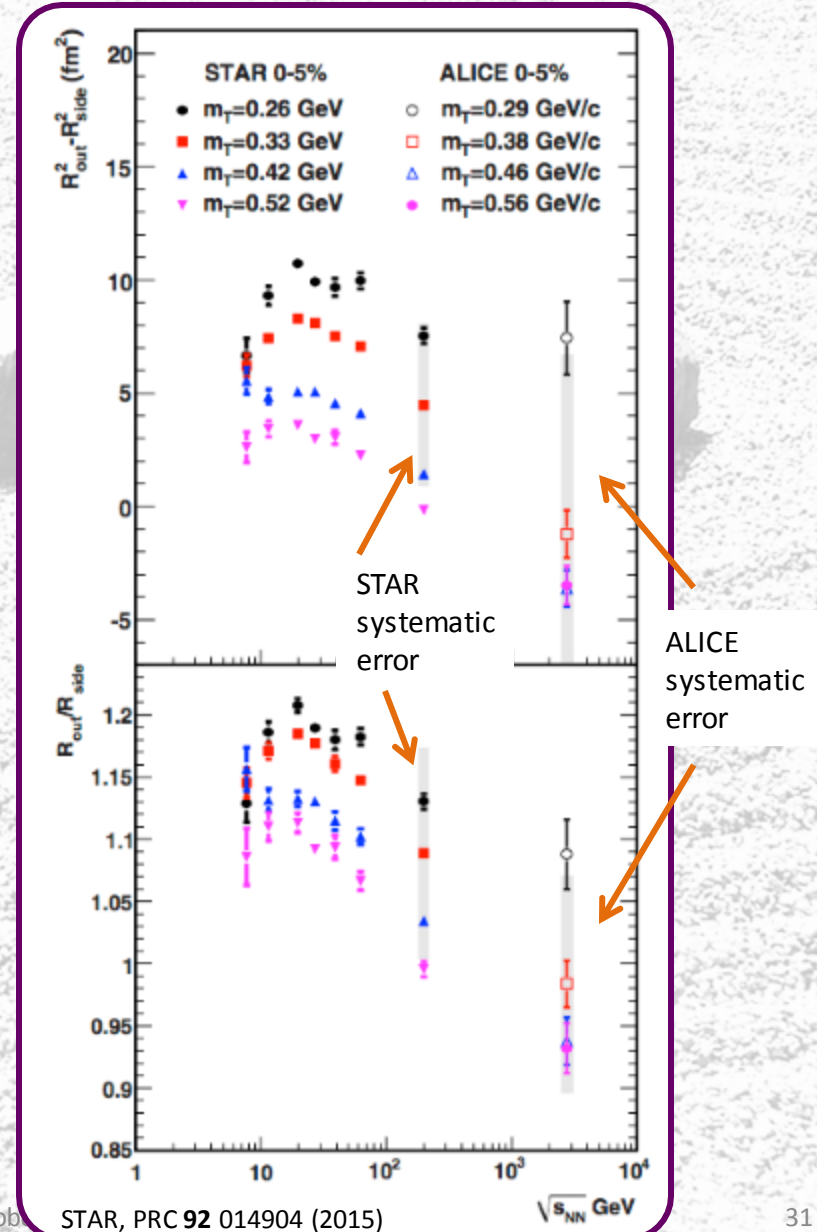 R²out-R²side (fm²)
20
15
10
5
0
-5
STAR 0-5%
mT=0.26 GeV
mT=0.33 GeV
mT=0.42 GeV
mT=0.52 GeV
ALICE 0-5%
mT=0.29 GeV/c
mT=0.38 GeV/c
mT=0.46 GeV/c
mT=0.56 GeV/c
STAR
systematic
error
ALICE
systematic
error
Rout/Rside
1.2
1.15
1.1
1.05
1
0.95
0.9
0.85
1
10
10²
10³
10⁴
√sNN GeV
STAR, PRC 92 014904 (2015)
31